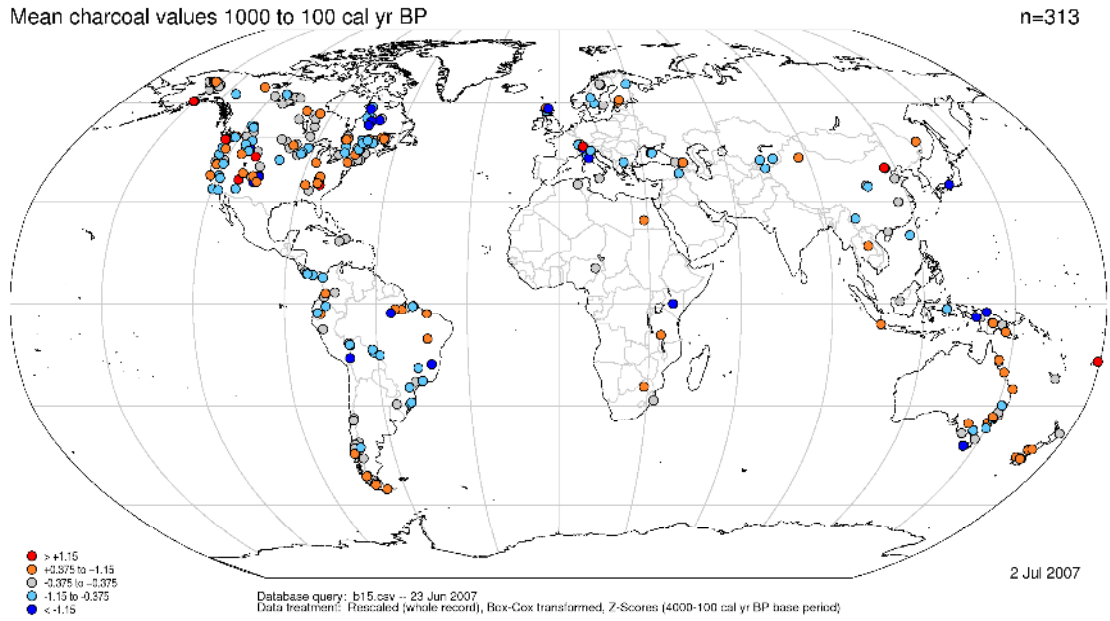 Mean charcoal values 1000 to 100 cal yr BP
n=313
> +1.15
+0.375 to −1.15
-0.375 to −0.375
-1.15 to -0.375
< -1.15
2 Jul 2007
Database query: b15.csv -- 23 Jun 2007
Data treatment: Rescaled (whole record), Box-Cox transformed, Z-Scores (4000-100 cal yr BP base period)